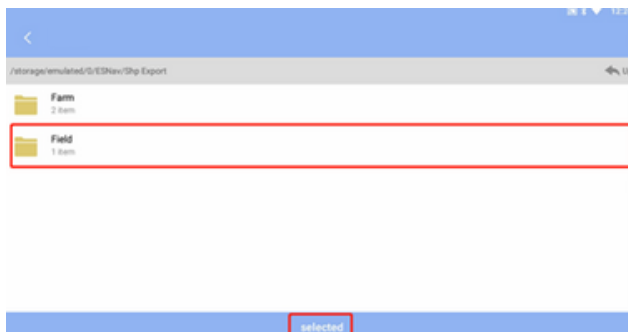 /storage/emulated/0/ESNav/Shp Export
Farm
2 item
Field
1 item
selected